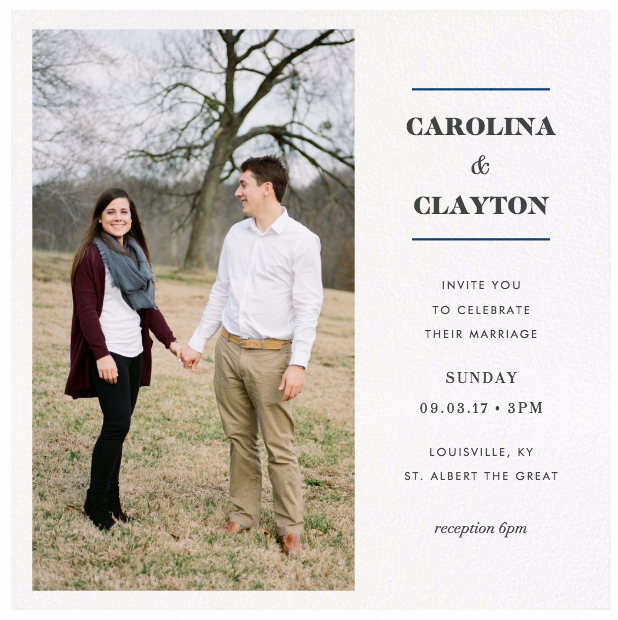 CAROLINA
&
CLAYTON
INVITE YOU
TO CELEBRATE
THEIR MARRIAGE
SUNDAY
09.03.17 • 3PM
LOUISVILLE, KY
ST. ALBERT THE GREAT
reception 6pm